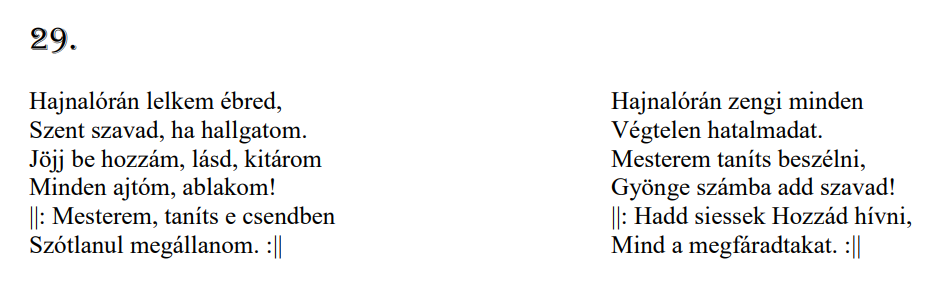 29.
Hajnalórán lelkem ébred,
Szent szavad, ha hallgatom.
Jöjj be hozzám, lásd, kitárom
Minden ajtóm, ablakom!
||: Mesterem, taníts e csendben
Szótlanul megállanom. :||
Hajnalórán zengi minden
Végtelen hatalmadat.
Mesterem taníts beszélni,
Gyönge számba add szavad!
||: Hadd siessek Hozzád hívni,
Mind a megfáradtakat. :||